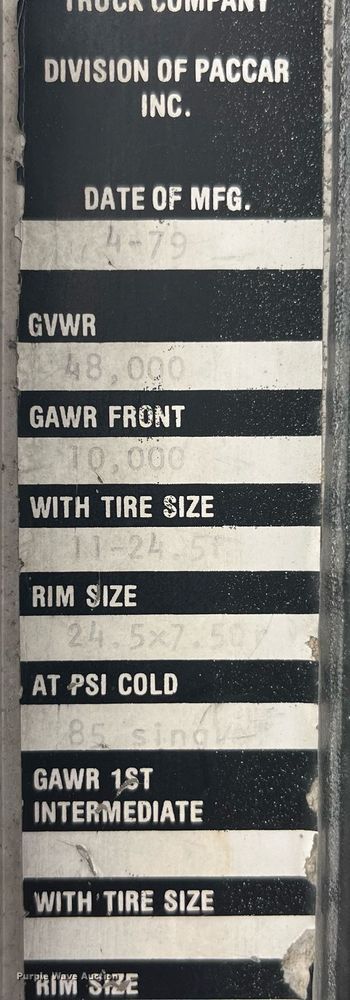 TRUCK COMPANY
DIVISION OF PACCAR
INC.
DATE OF MFG.
4-79
GVWR
48,000
GAWR FRONT
10,000
WITH TIRE SIZE
11-24.5
RIM SIZE
24.5x7.50
AT PSI COLD
85 single
GAWR 1ST
INTERMEDIATE
WITH TIRE SIZE
RIM SIZE
Purple Wave Auction